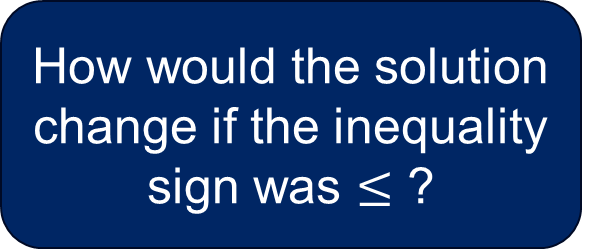 How would the solution
change if the inequality
sign was ≤ ?